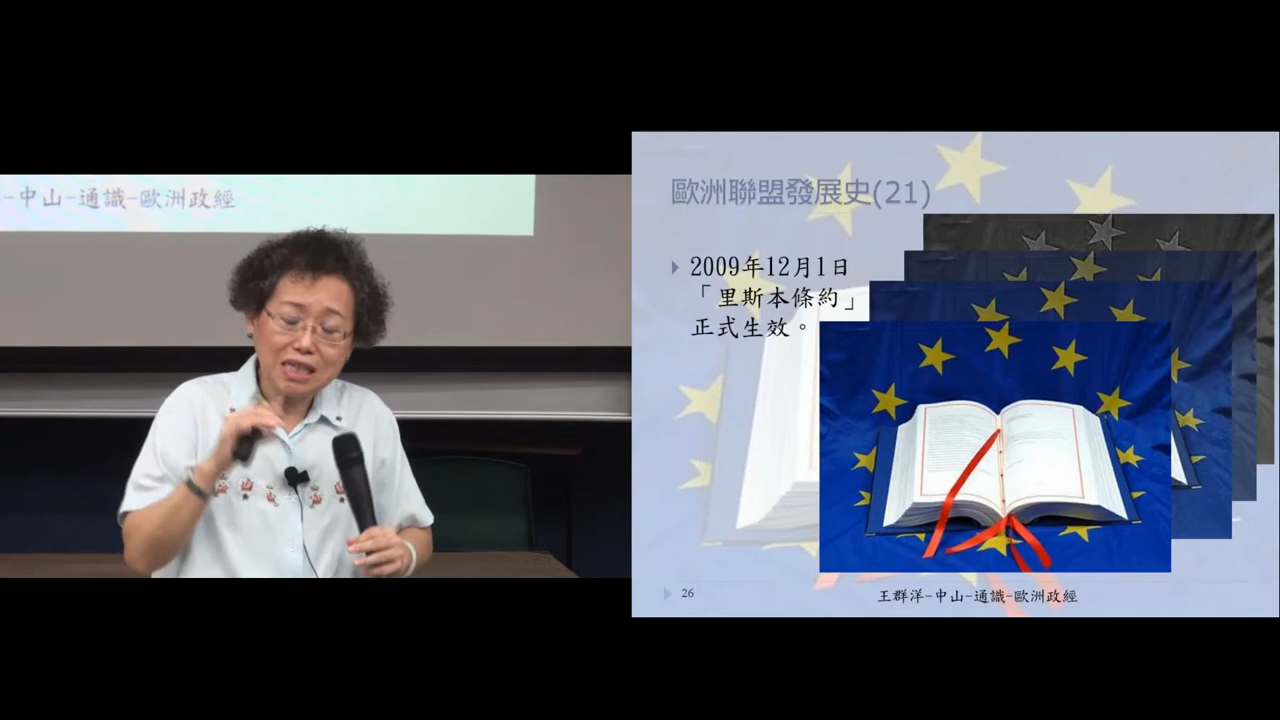 -中山-通識-歐洲政經
歐洲聯盟發展史(21)
2009年12月1日
「里斯本條約」
正式生效。
26
王群洋-中山-通識-歐洲政經